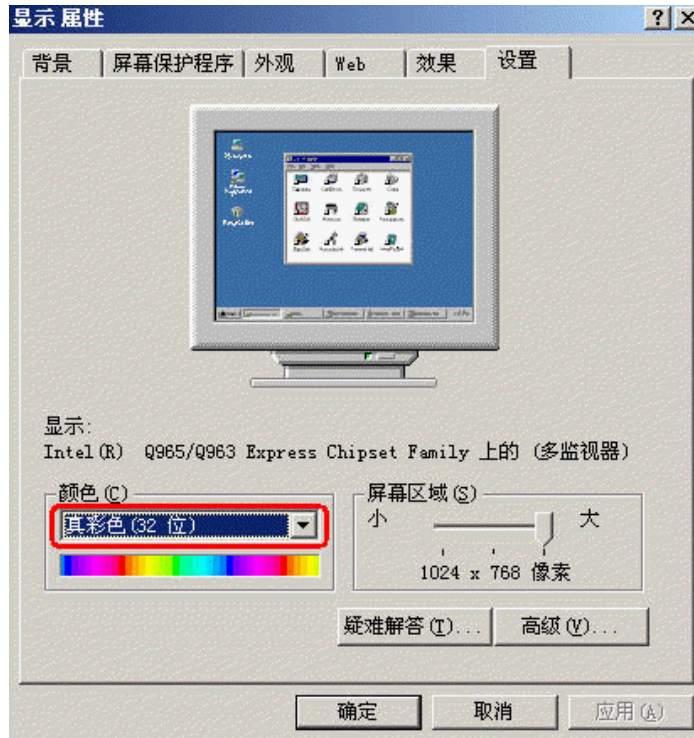 显示 属性
背景 屏幕保护程序 外观 Web 效果 设置
显示:
Intel(R) Q965/Q963 Express Chipset Family 上的 (多监视器)
颜色(C) 屏幕区域(S)
真彩色(32 位) 小 大
1024 x 768 像素
疑难解答(T)... 高级(V)...
确定 取消 应用(A)